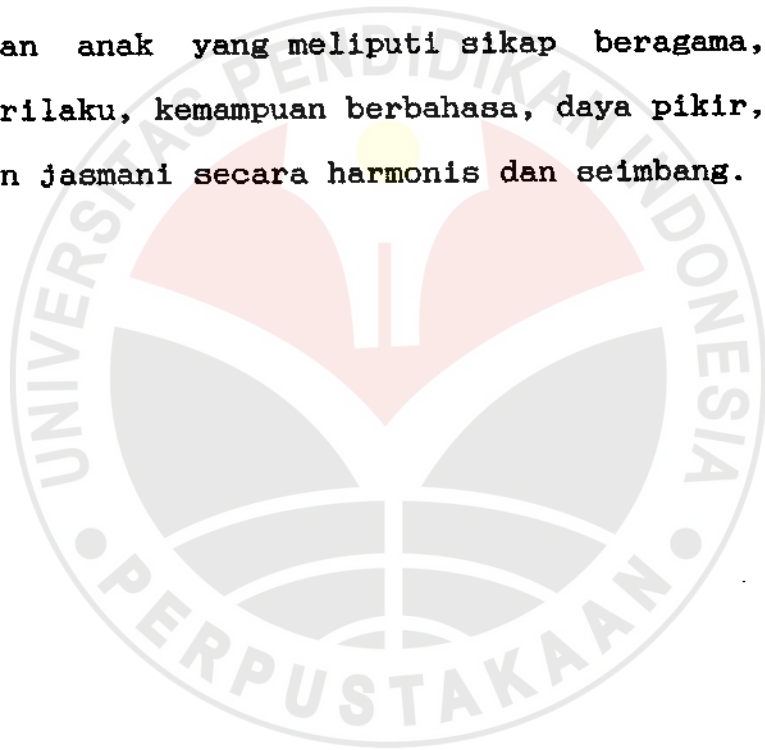 an anak yang meliputi sikap beragama,
rilaku, kemampuan berbahasa, daya pikir,
n jasmani secara harmonis dan seimbang.
UNIVERSITAS PENDIDIKAN INDONESIA
PERPUSTAKAAN